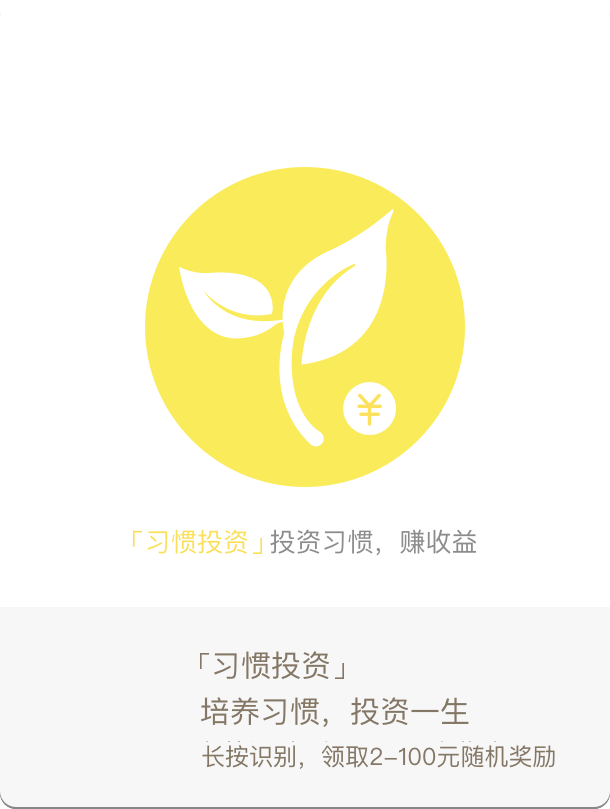 「习惯投资」投资习惯，赚收益
「习惯投资」
培养习惯，投资一生
长按识别，领取2-100元随机奖励